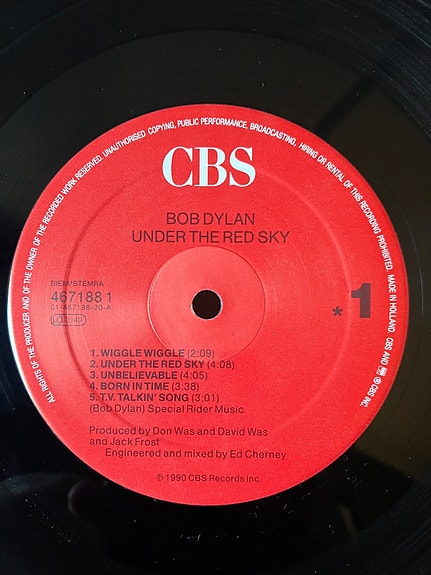 ALL RIGHTS OF THE PRODUCER AND OF THE OWNER OF THE RECORDED WORK RESERVED. UNAUTHORISED COPYING, PUBLIC PERFORMANCE, BROADCASTING, HIRING OR RENTAL OF THIS RECORDING PROHIBITED. MADE IN HOLLAND. CBS AND ® CBS INC.
CBS
BOB DYLAN
UNDER THE RED SKY
BIEM/STEMRA
467188 1
01-467188-20-A
*1
1. WIGGLE WIGGLE (2:09)
2. UNDER THE RED SKY (4:08)
3. UNBELIEVABLE (4:05)
4. BORN IN TIME (3:38)
5. T.V. TALKIN' SONG (3:01)
(Bob Dylan) Special Rider Music
Produced by Don Was and David Was
and Jack Frost
Engineered and mixed by Ed Cherney
℗ 1990 CBS Records Inc.